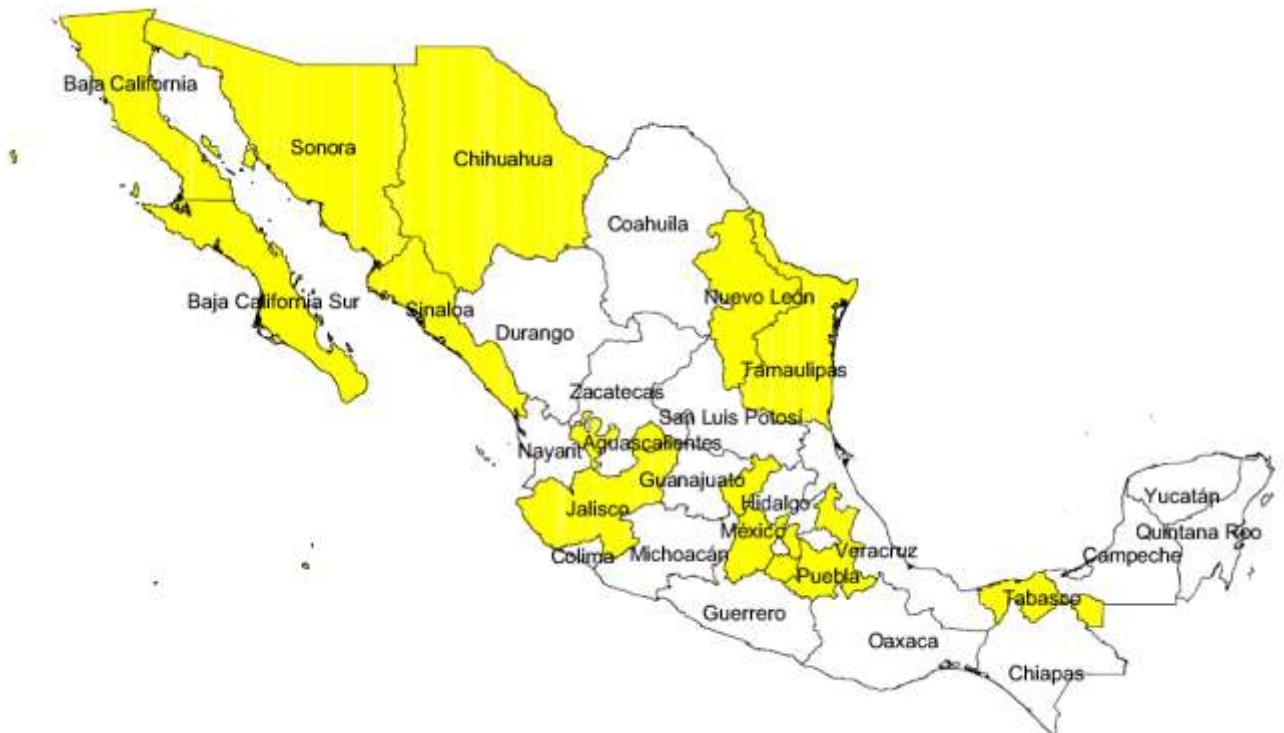 Baja California
Sonora
Chihuahua
Coahuila
Baja California Sur
Sinaloa
Nuevo León
Durango
Tamaulipas
Zacatecas
San Luis Potosí
Nayarit
Aguascalientes
Guanajuato
Jalisco
Hidalgo
México
Yucatán
Quintana Roo
Colima
Michoacán
Veracruz
Campeche
Puebla
Tabasco
Guerrero
Oaxaca
Chiapas